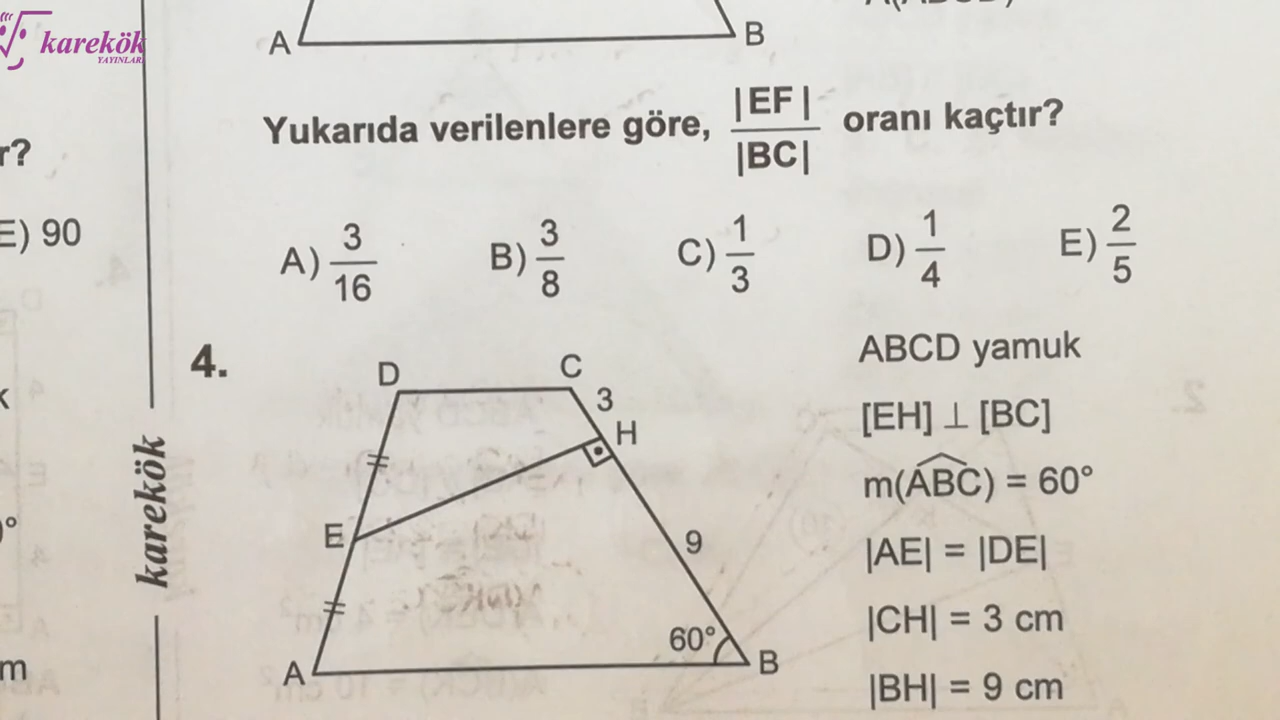 karekök
YAYINLARI
A
B
r?
Yukarıda verilenlere göre, |EF| / |BC| oranı kaçtır?
E) 90
A) 3/16 B) 3/8 C) 1/3 D) 1/4 E) 2/5
4.
D
C
3
H
E
9
60°
A
B
ABCD yamuk
[EH] ⊥ [BC]
m(ABC) = 60°
|AE| = |DE|
|CH| = 3 cm
|BH| = 9 cm
karekök
m